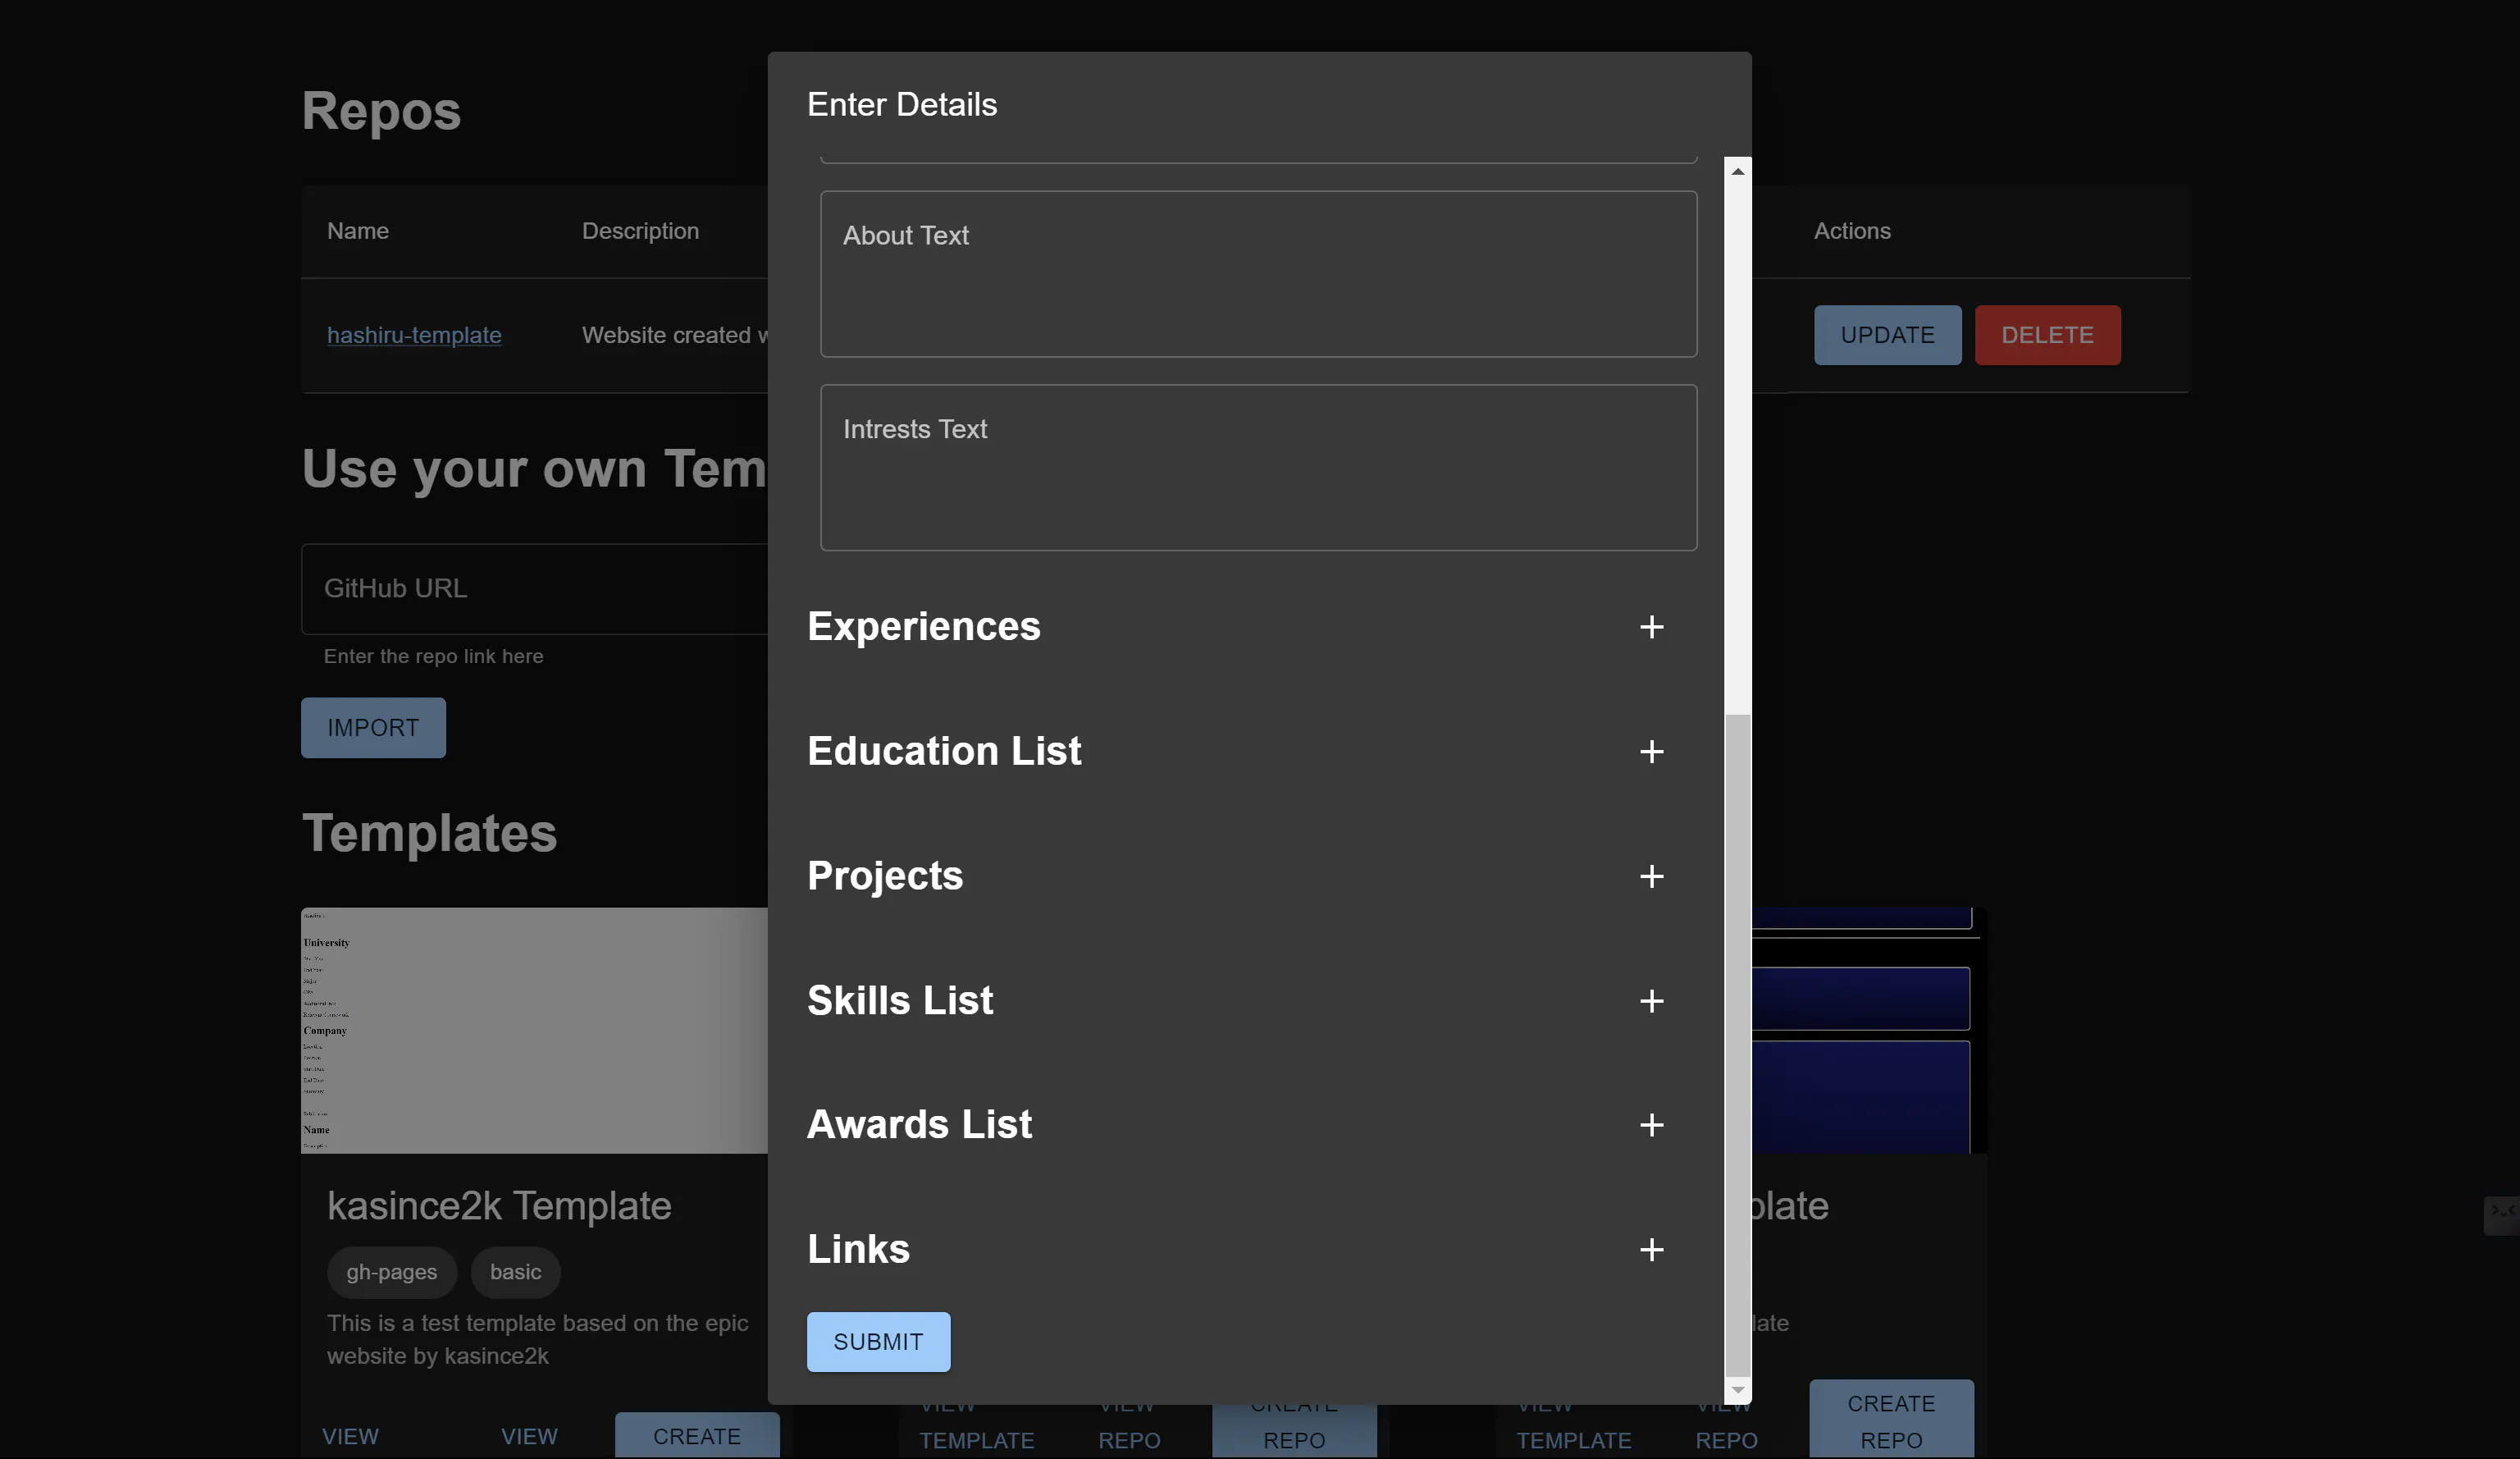 Repos
Name
Description
Actions
hashiru-template
Website created w
UPDATE
DELETE
Use your own Tem
GitHub URL
Enter the repo link here
IMPORT
Templates
University
Company
Name
kasince2k Template
gh-pages
basic
This is a test template based on the epic
website by kasince2k
VIEW
VIEW
CREATE
Enter Details
About Text
Intrests Text
Experiences
Education List
Projects
Skills List
Awards List
Links
SUBMIT
plate
late
VIEW
TEMPLATE
VIEW
REPO
CREATE
REPO
VIEW
TEMPLATE
VIEW
REPO
CREATE
REPO